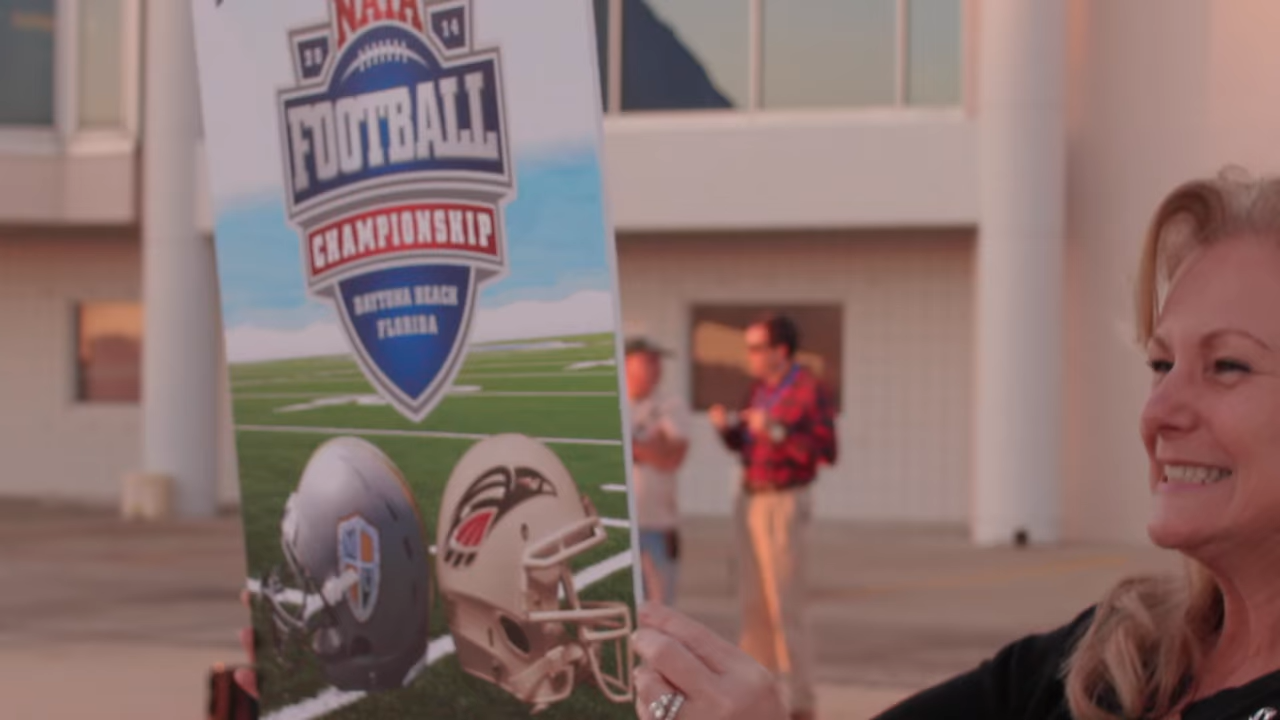 NAIA
20 14
FOOTBALL
CHAMPIONSHIP
DAYTONA BEACH
FLORIDA